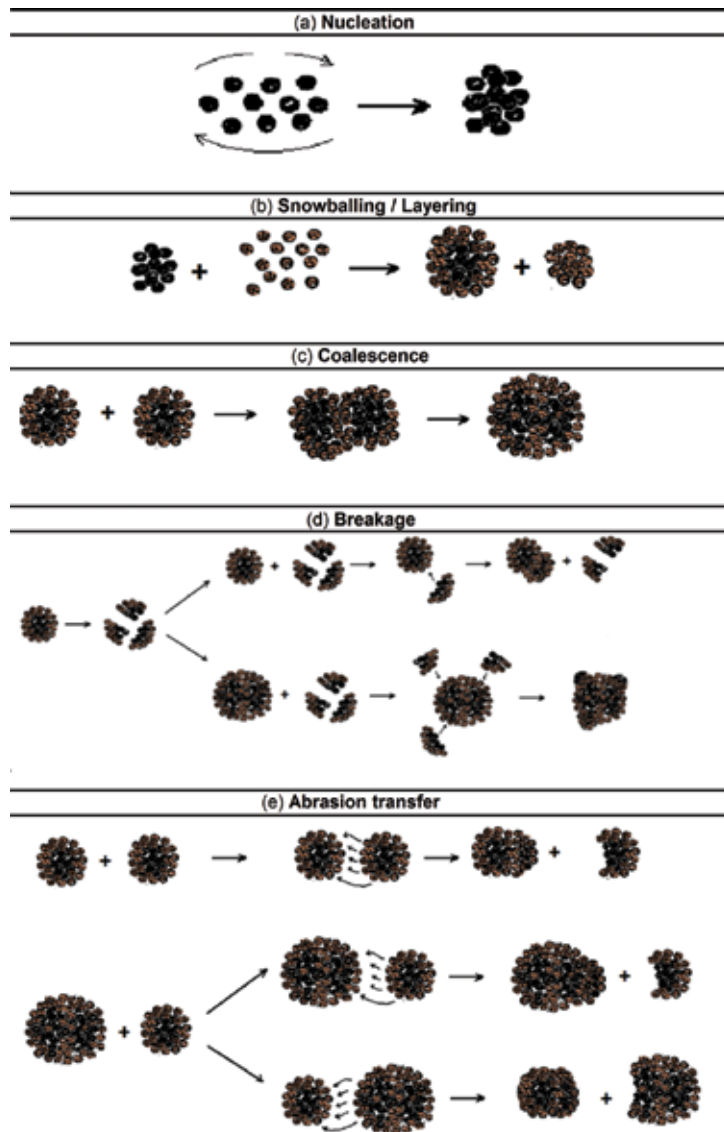 (a) Nucleation
(b) Snowballing / Layering
+
+
(c) Coalescence
+
(d) Breakage
+
+
+
(e) Abrasion transfer
+
+
+
+
+